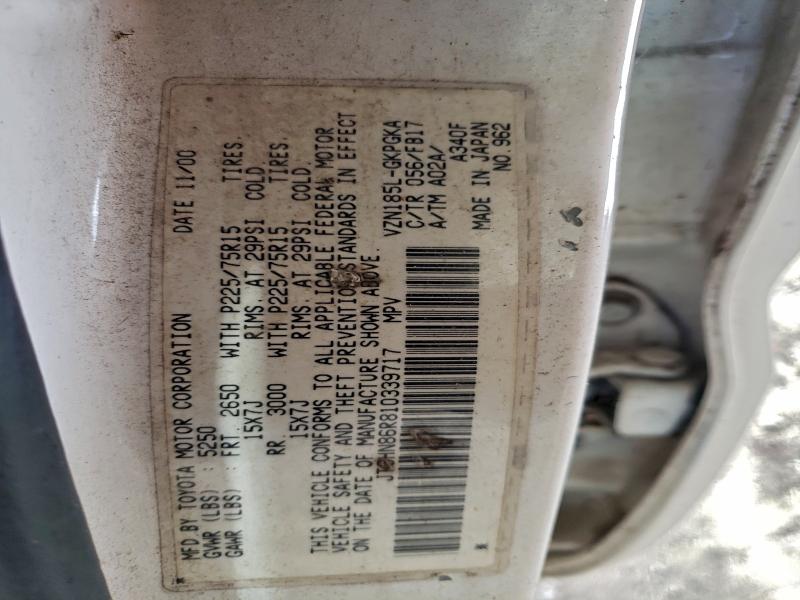 MFD BY TOYOTA MOTOR CORPORATION DATE 11/00
GVWR (LBS) : 5250
GAWR (LBS) : FRT. 2650 WITH P225/75R15 TIRES.
15X7J RIMS. AT 29PSI COLD.
RR. 3000 WITH P225/75R15 TIRES.
15X7J RIMS. AT 29PSI COLD.
THIS VEHICLE CONFORMS TO ALL APPLICABLE FEDERAL MOTOR
VEHICLE SAFETY AND THEFT PREVENTION STANDARDS IN EFFECT
ON THE DATE OF MANUFACTURE SHOWN ABOVE.
MPV VZN185L-GKPGKA
C/TR 056/FB17
A/TM A02A/
A340F
MADE IN JAPAN
NO 962